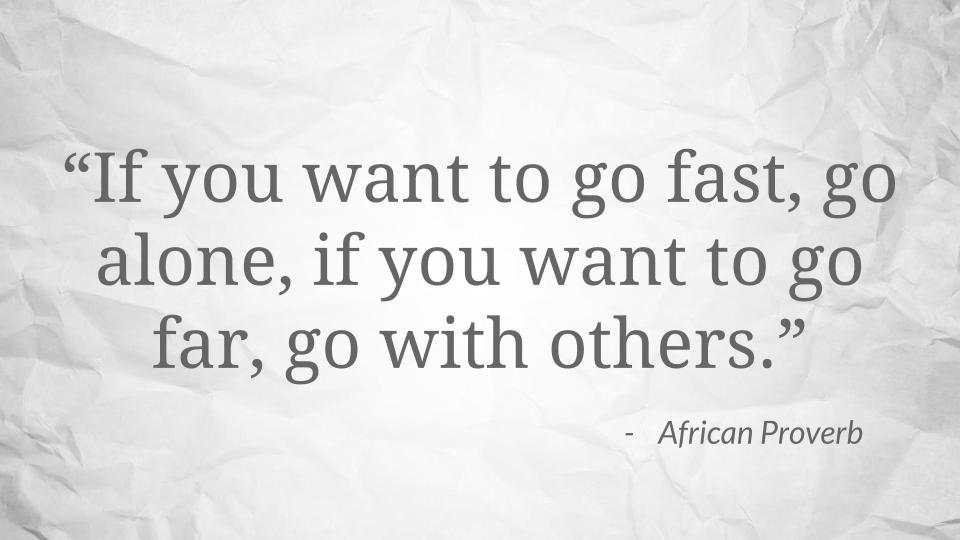 “If you want to go fast, go
alone, if you want to go
far, go with others.”
- African Proverb